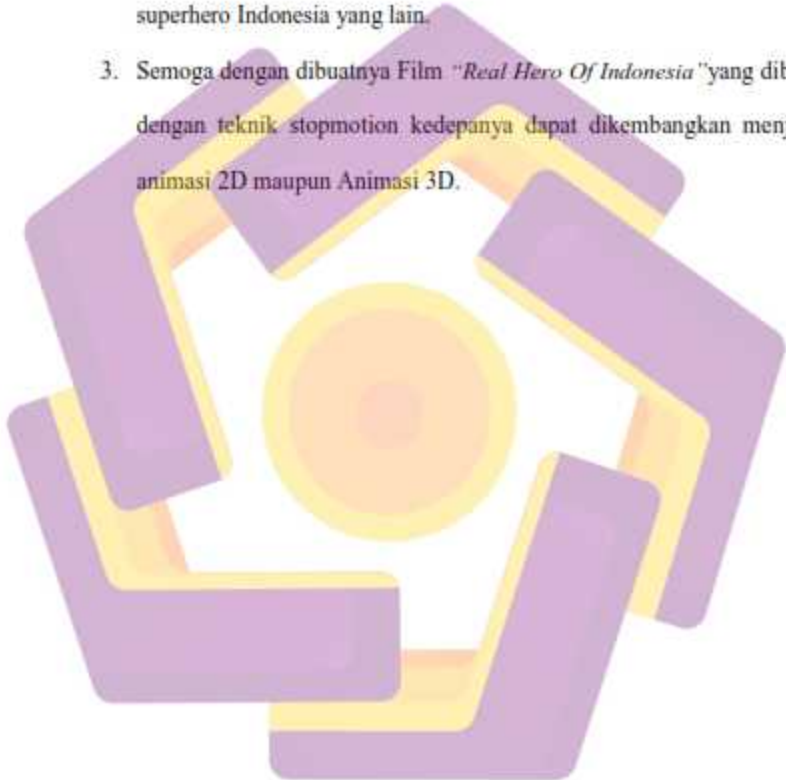 superhero Indonesia yang lain.
3. Semoga dengan dibuatnya Film “Real Hero Of Indonesia”yang dib
dengan teknik stopmotion kedepanya dapat dikembangkan meny
animasi 2D maupun Animasi 3D.